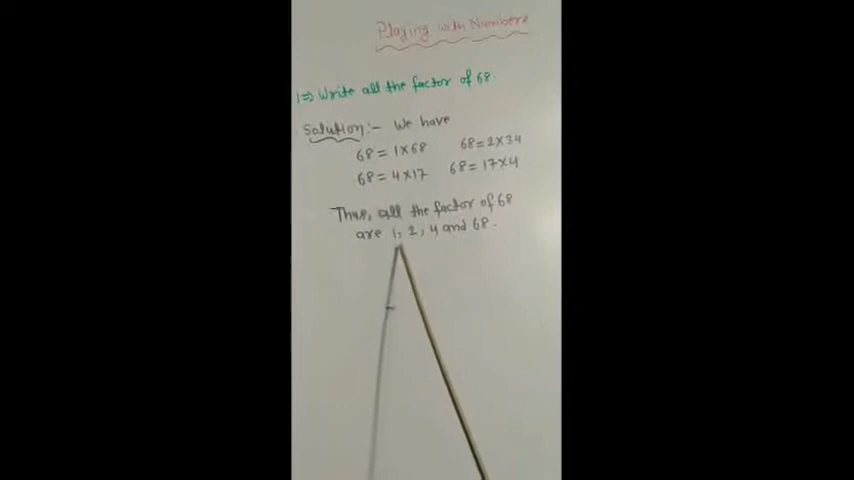 Playing with Numbers
1⇒ Write all the factor of 68.
Solution:- We have
68 = 1×68 68 = 2×34
68 = 4×17 68 = 17×4
Thus, all the factor of 68
are 1, 2, 4 and 68.